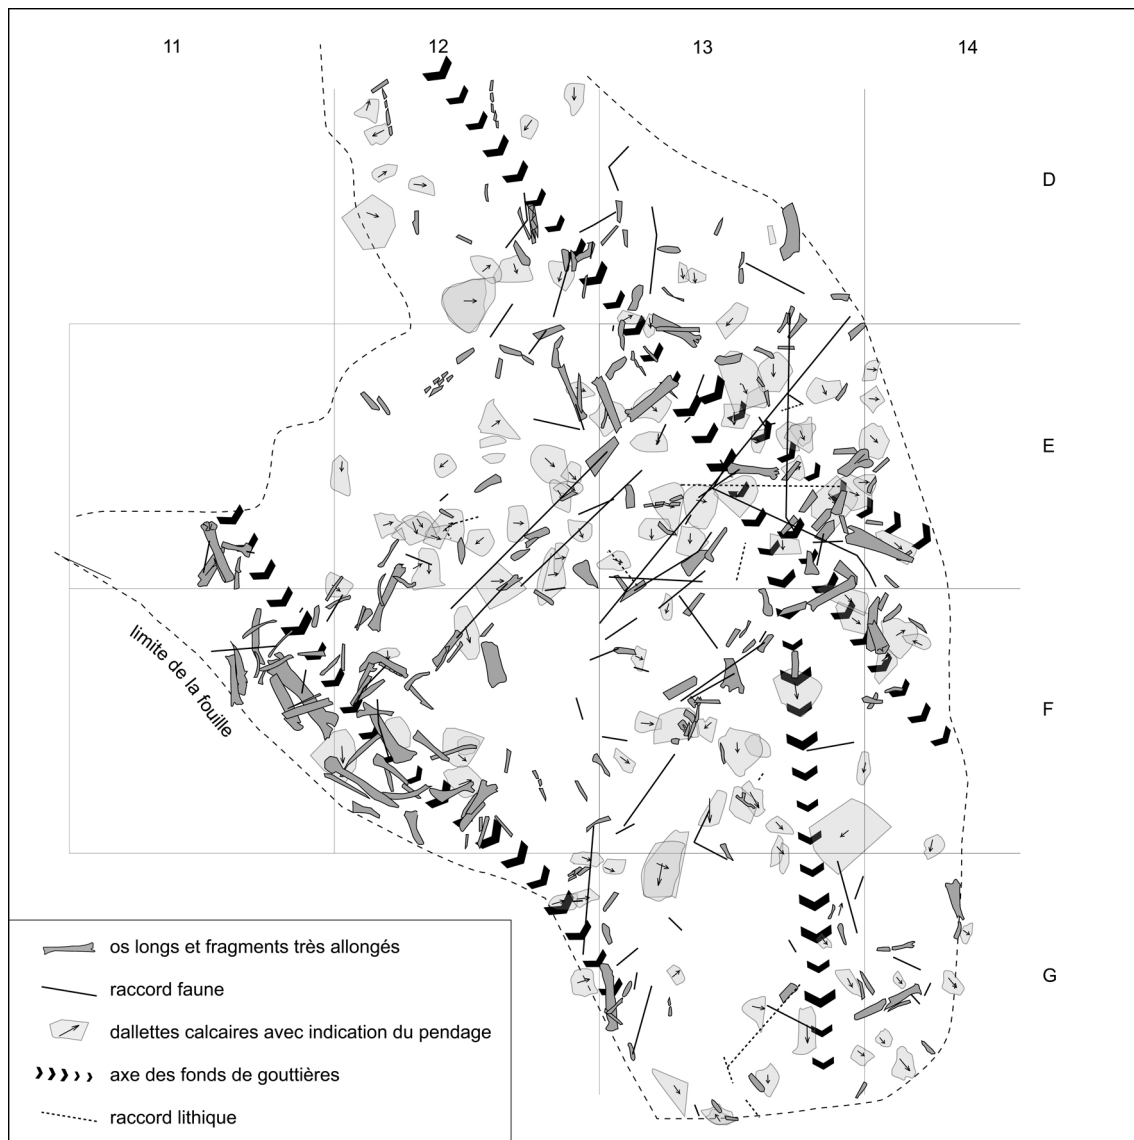 11 12 13 14
D
E
limite de la fouille
F
G
os longs et fragments très allongés
raccord faune
dallettes calcaires avec indication du pendage
axe des fonds de gouttières
raccord lithique